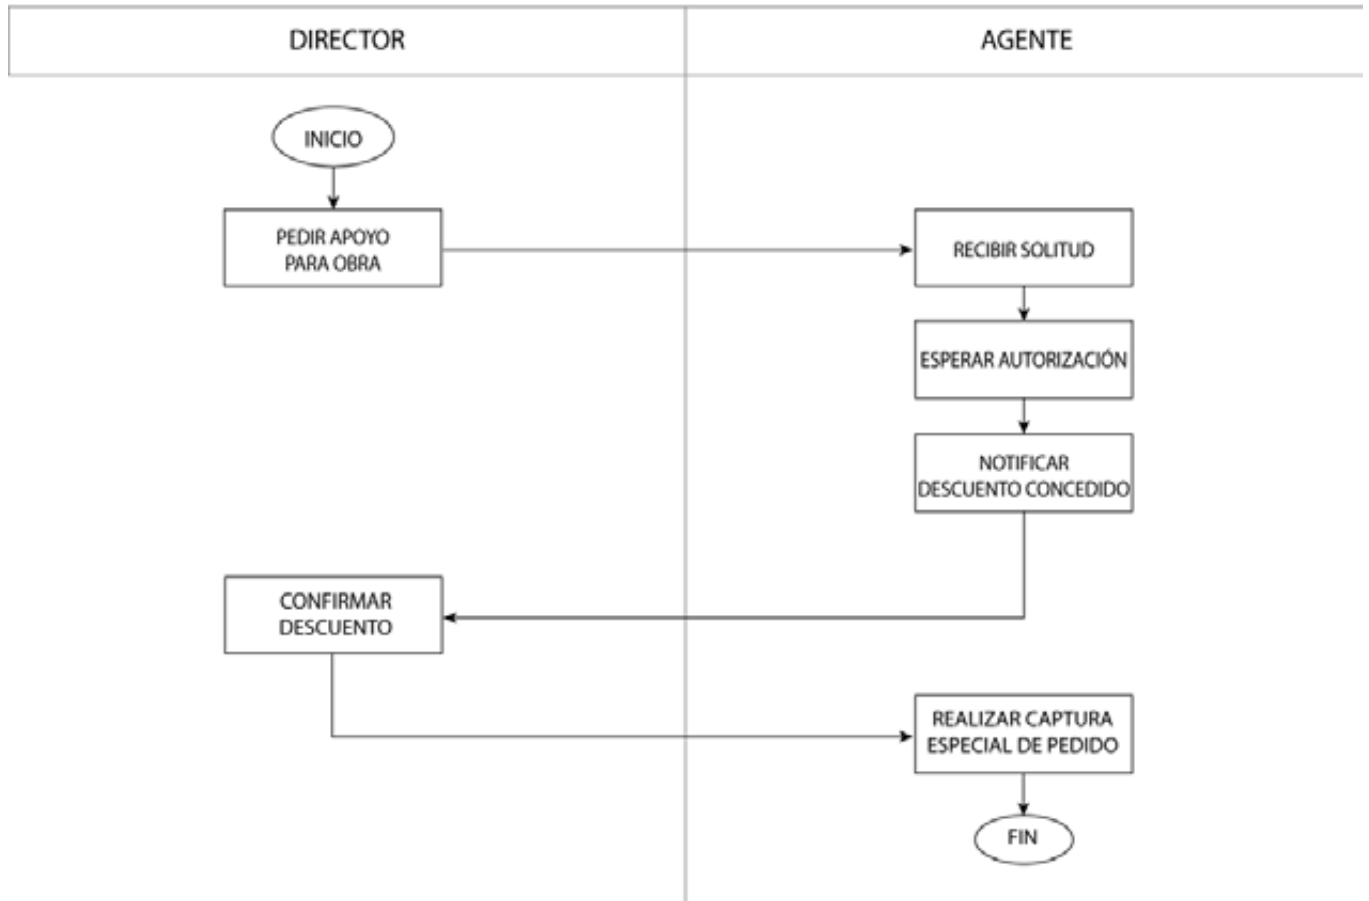 DIRECTOR
AGENTE
INICIO
PEDIR APOYO
PARA OBRA
RECIBIR SOLITUD
ESPERAR AUTORIZACIÓN
NOTIFICAR
DESCUENTO CONCEDIDO
CONFIRMAR
DESCUENTO
REALIZAR CAPTURA
ESPECIAL DE PEDIDO
FIN